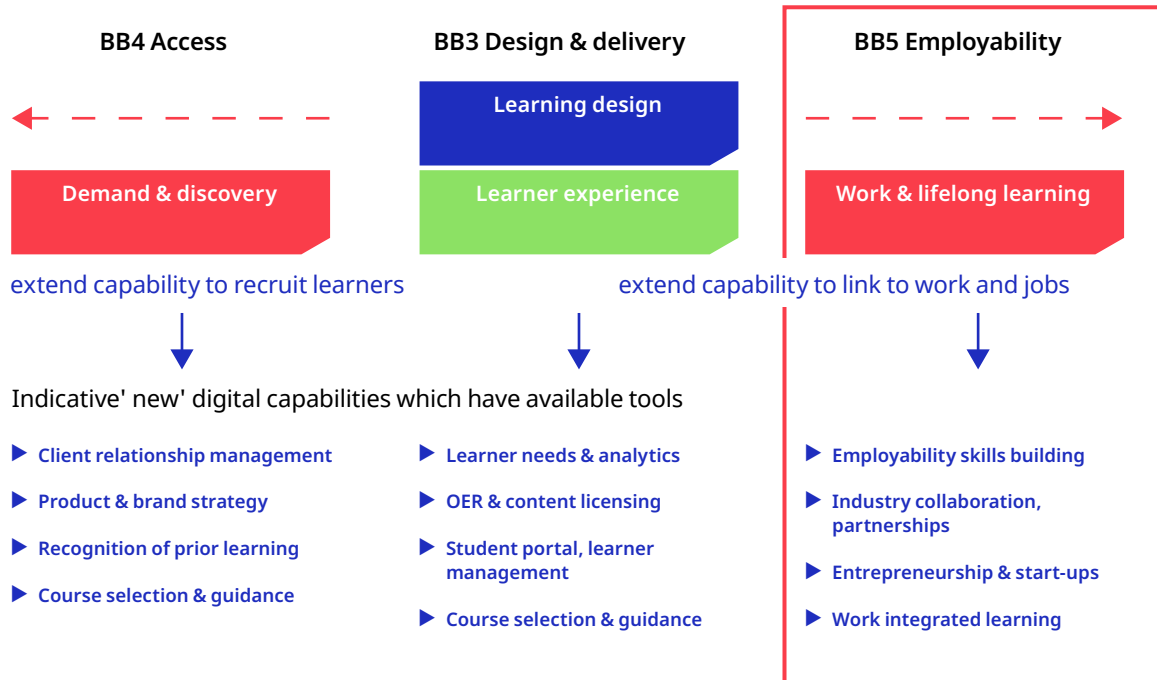 BB4 Access
BB3 Design & delivery
BB5 Employability
Learning design
Demand & discovery
Learner experience
Work & lifelong learning
extend capability to recruit learners
extend capability to link to work and jobs
Indicative' new' digital capabilities which have available tools
Client relationship management
Product & brand strategy
Recognition of prior learning
Course selection & guidance
Learner needs & analytics
OER & content licensing
Student portal, learner
management
Course selection & guidance
Employability skills building
Industry collaboration,
partnerships
Entrepreneurship & start-ups
Work integrated learning